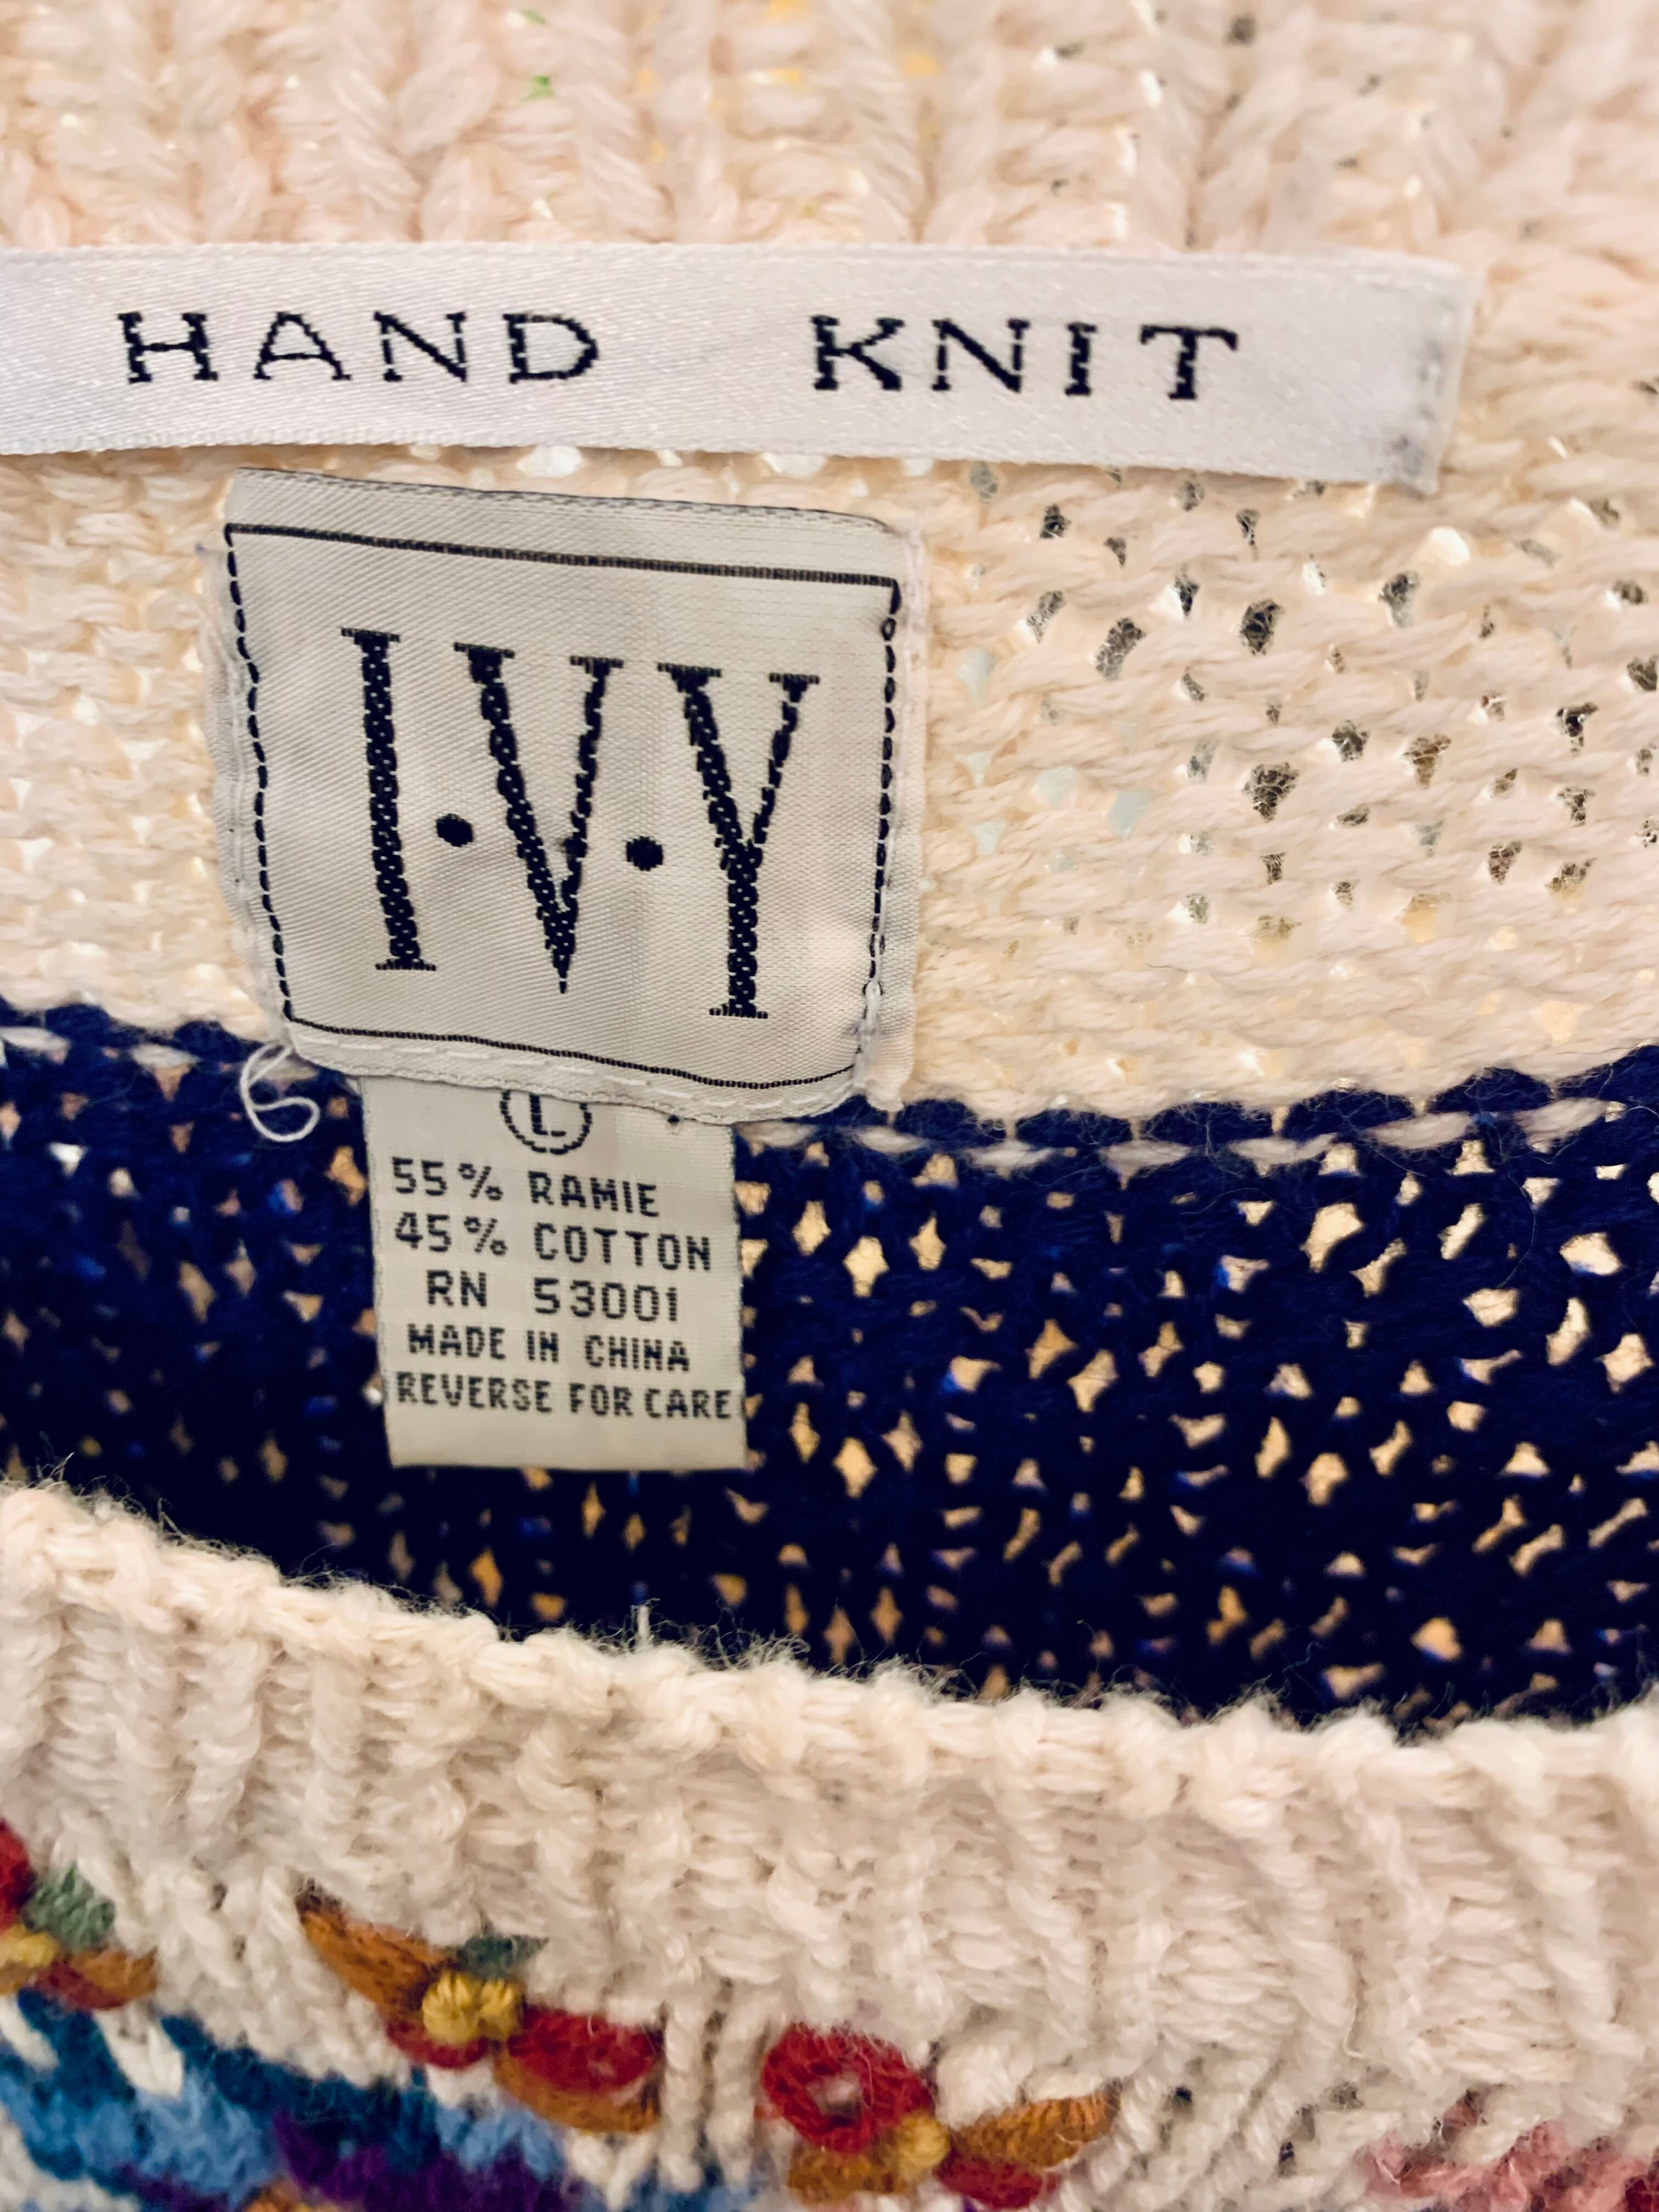 HAND KNIT
I·V·Y
L
55% RAMIE
45% COTTON
RN 53001
MADE IN CHINA
REVERSE FOR CARE